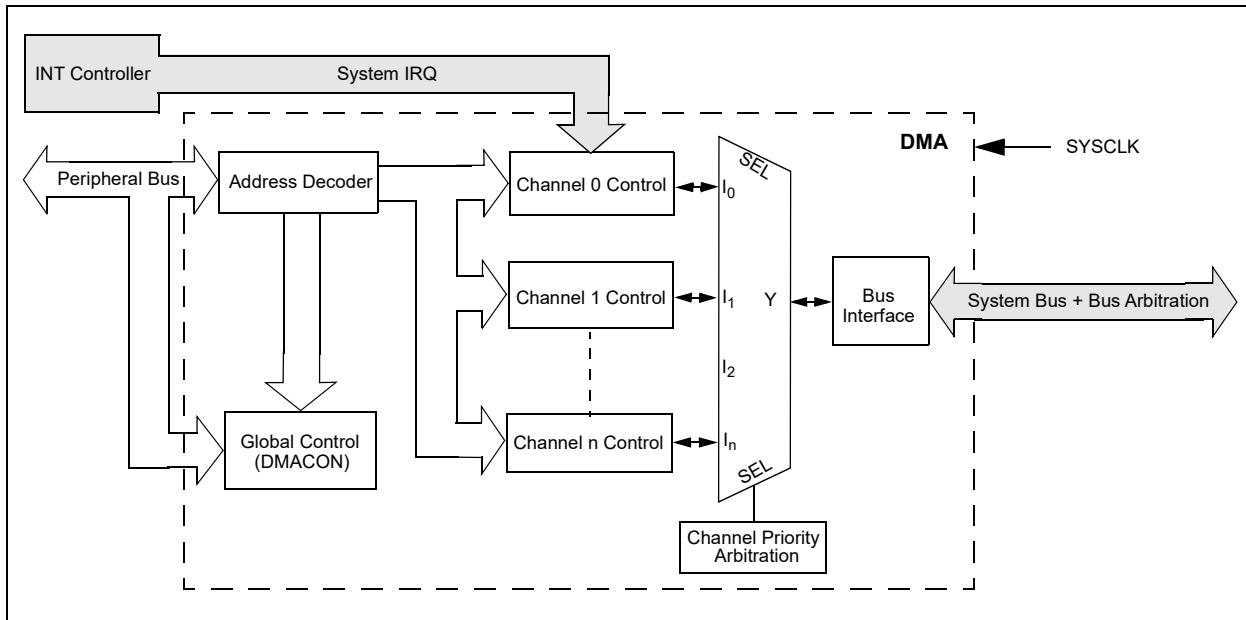 INT Controller
System IRQ
DMA
SYSCLK
Peripheral Bus
Address Decoder
Channel 0 Control
SEL
I0
Channel 1 Control
I1
Y
Bus
Interface
System Bus + Bus Arbitration
I2
Global Control
(DMACON)
Channel n Control
In
SEL
Channel Priority
Arbitration